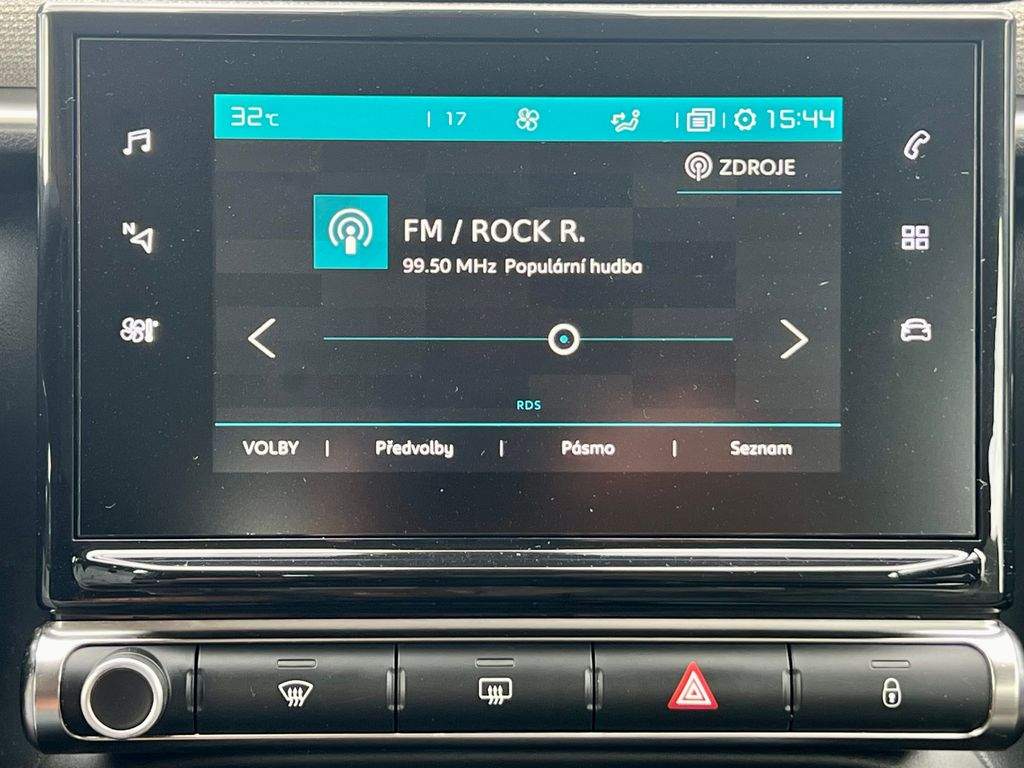 32°C | 17 | | 15:44
ZDROJE
N
FM / ROCK R.
99.50 MHz Populární hudba
RDS
VOLBY | Předvolby | Pásmo | Seznam